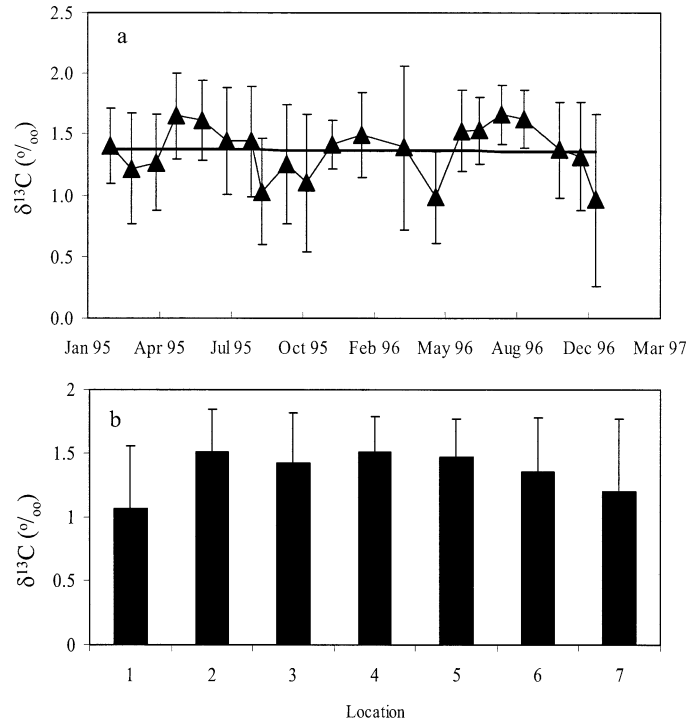 a
δ¹³C (º/ₒₒ)
2.5
2.0
1.5
1.0
0.5
0.0
Jan 95 Apr 95 Jul 95 Oct 95 Feb 96 May 96 Aug 96 Dec 96 Mar 97
b
δ¹³C (º/ₒₒ)
2
1.5
1
0.5
0
1 2 3 4 5 6 7
Location